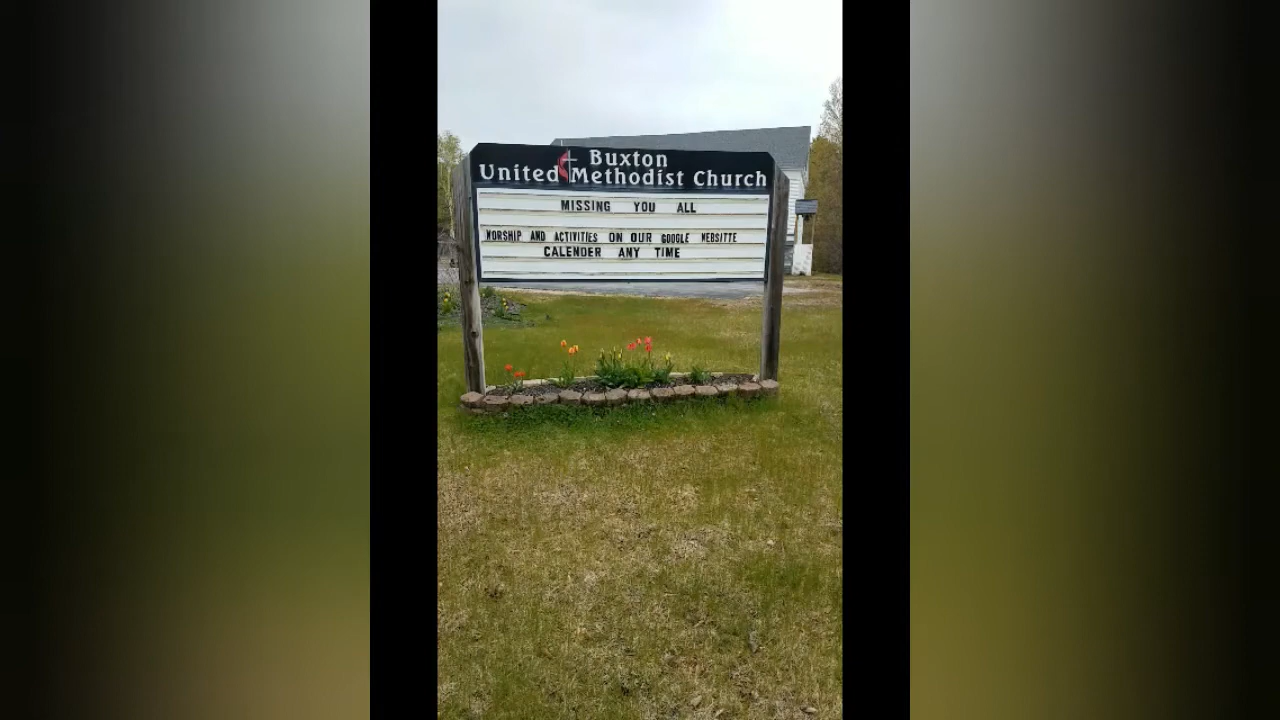 Buxton
United Methodist Church
MISSING YOU ALL
WORSHIP AND ACTIVITIES ON OUR GOOGLE WEBSITTE
CALENDER ANY TIME